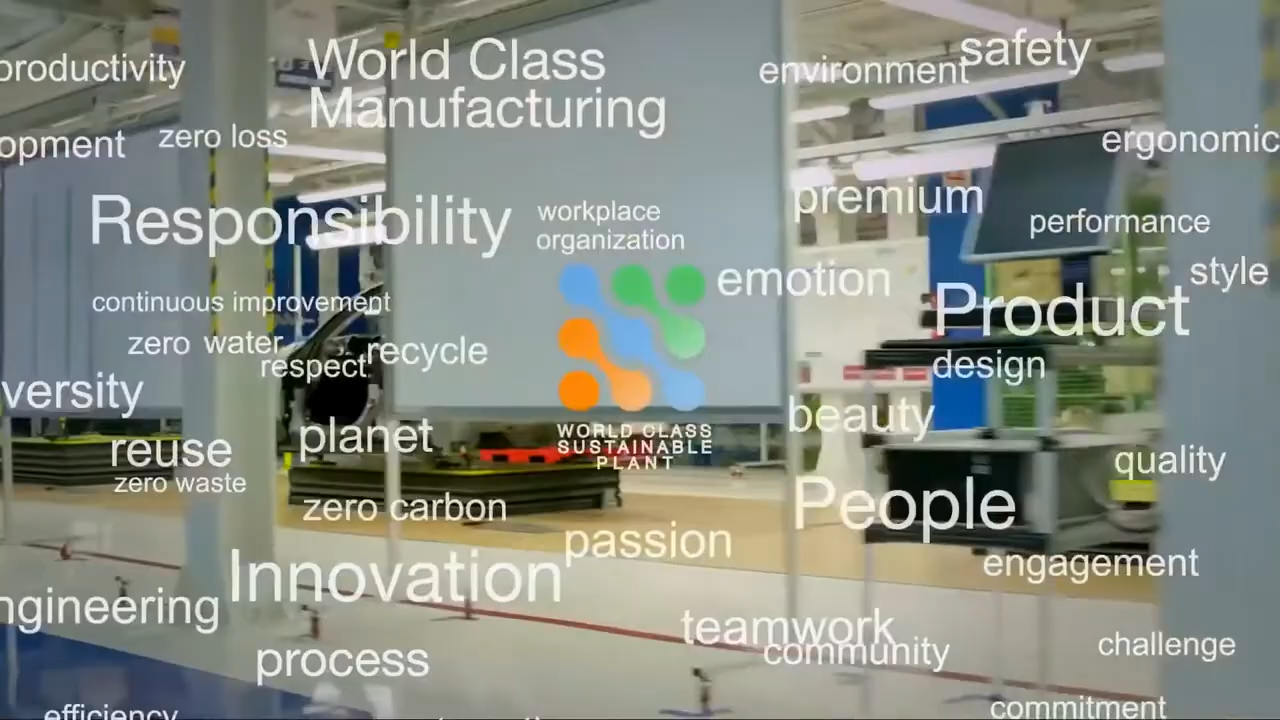 safety
World Class
Manufacturing
productivity
environment
zero loss
ergonomic
opment
premium
Responsibility
workplace
organization
performance
emotion
style
continuous improvement
Product
zero water
recycle
respect
design
versity
planet
beauty
WORLD CLASS
SUSTAINABLE
PLANT
reuse
quality
zero waste
zero carbon
People
passion
Innovation
engagement
ngineering
teamwork
community
challenge
process
commitment
efficiency